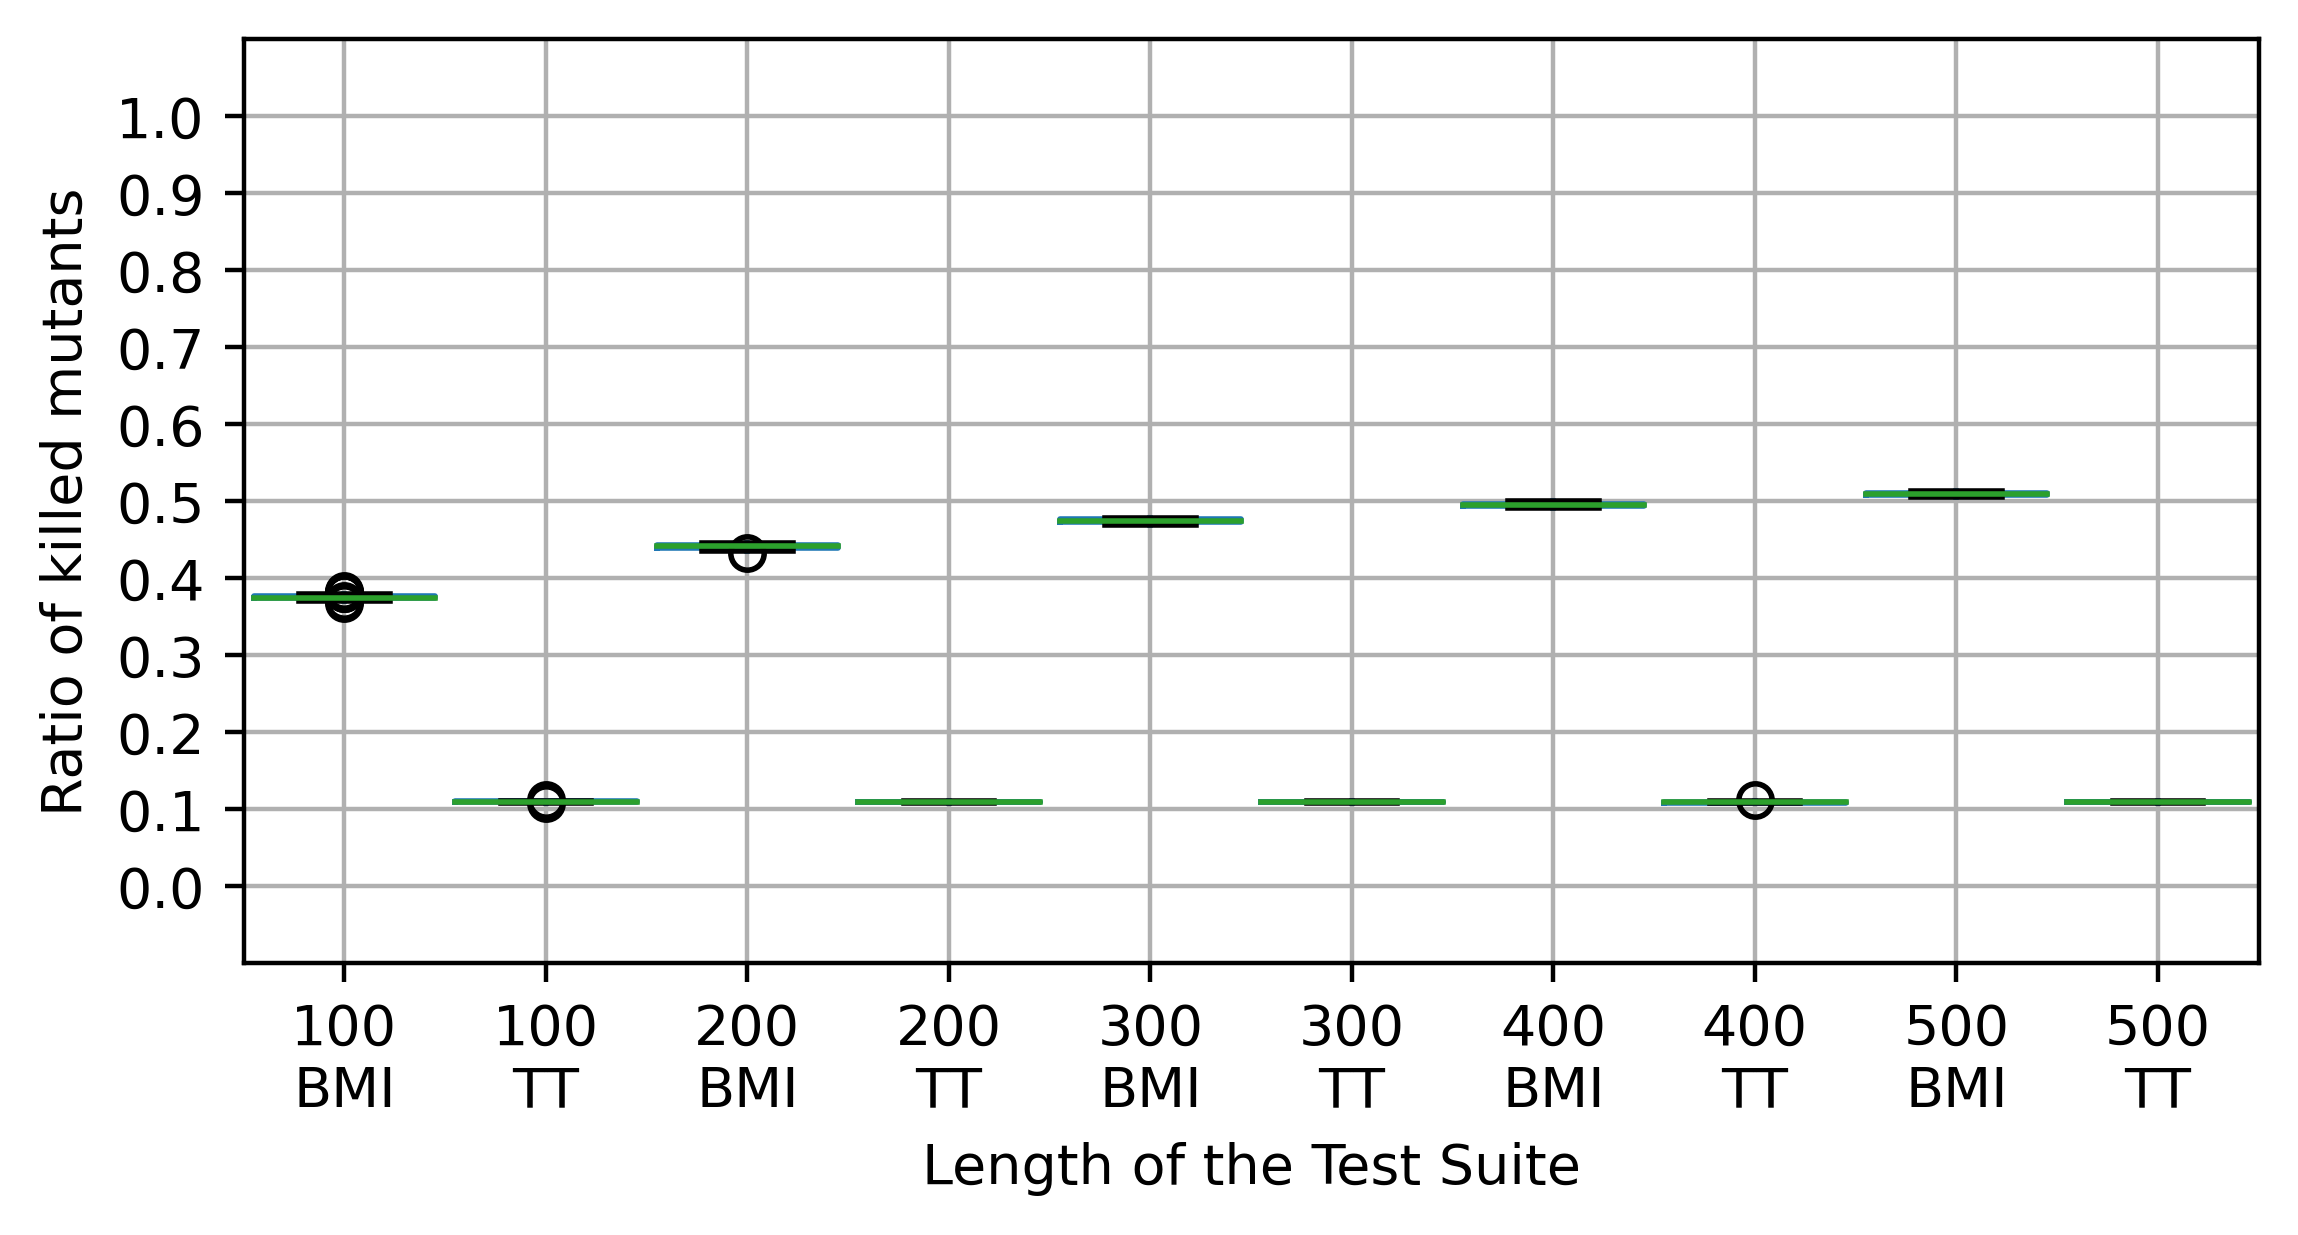 Ratio of killed mutants
1.0
0.9
0.8
0.7
0.6
0.5
0.4
0.3
0.2
0.1
0.0
100 100 200 200 300 300 400 400 500 500
BMI TT BMI TT BMI TT BMI TT BMI TT
Length of the Test Suite